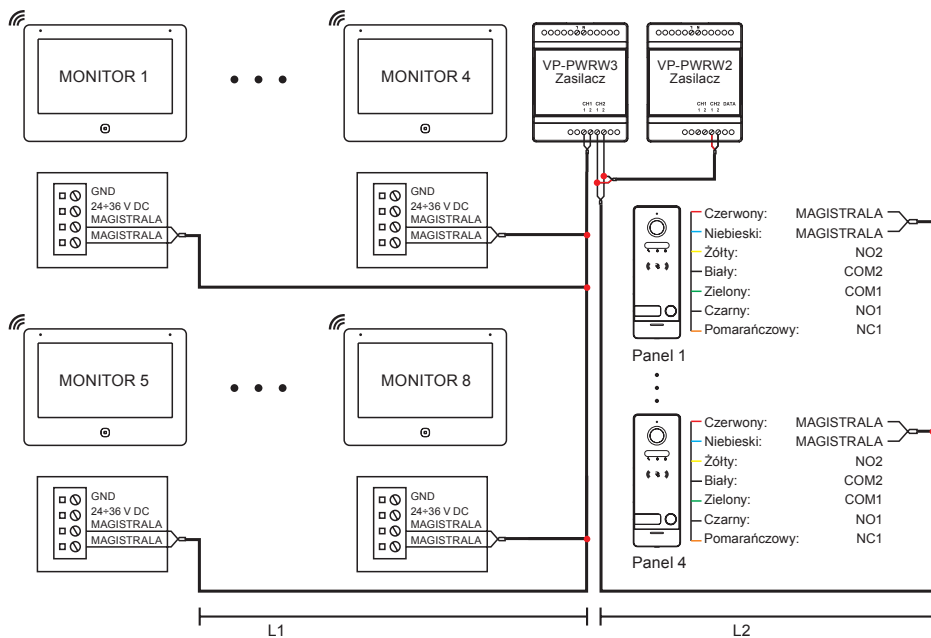 MONITOR 1
MONITOR 4
VP-PWRW3
Zasilacz
CH1 CH2
1 2 1 2
VP-PWRW2
Zasilacz
CH1 CH2 DATA
1 2 1 2
GND
24÷36 V DC
MAGISTRALA
MAGISTRALA
GND
24÷36 V DC
MAGISTRALA
MAGISTRALA
Czerwony: MAGISTRALA
Niebieski: MAGISTRALA
Żółty: NO2
Biały: COM2
Zielony: COM1
Czarny: NO1
Pomarańczowy: NC1
Panel 1
MONITOR 5
MONITOR 8
Czerwony: MAGISTRALA
Niebieski: MAGISTRALA
Żółty: NO2
Biały: COM2
Zielony: COM1
Czarny: NO1
Pomarańczowy: NC1
Panel 4
GND
24÷36 V DC
MAGISTRALA
MAGISTRALA
GND
24÷36 V DC
MAGISTRALA
MAGISTRALA
L1
L2